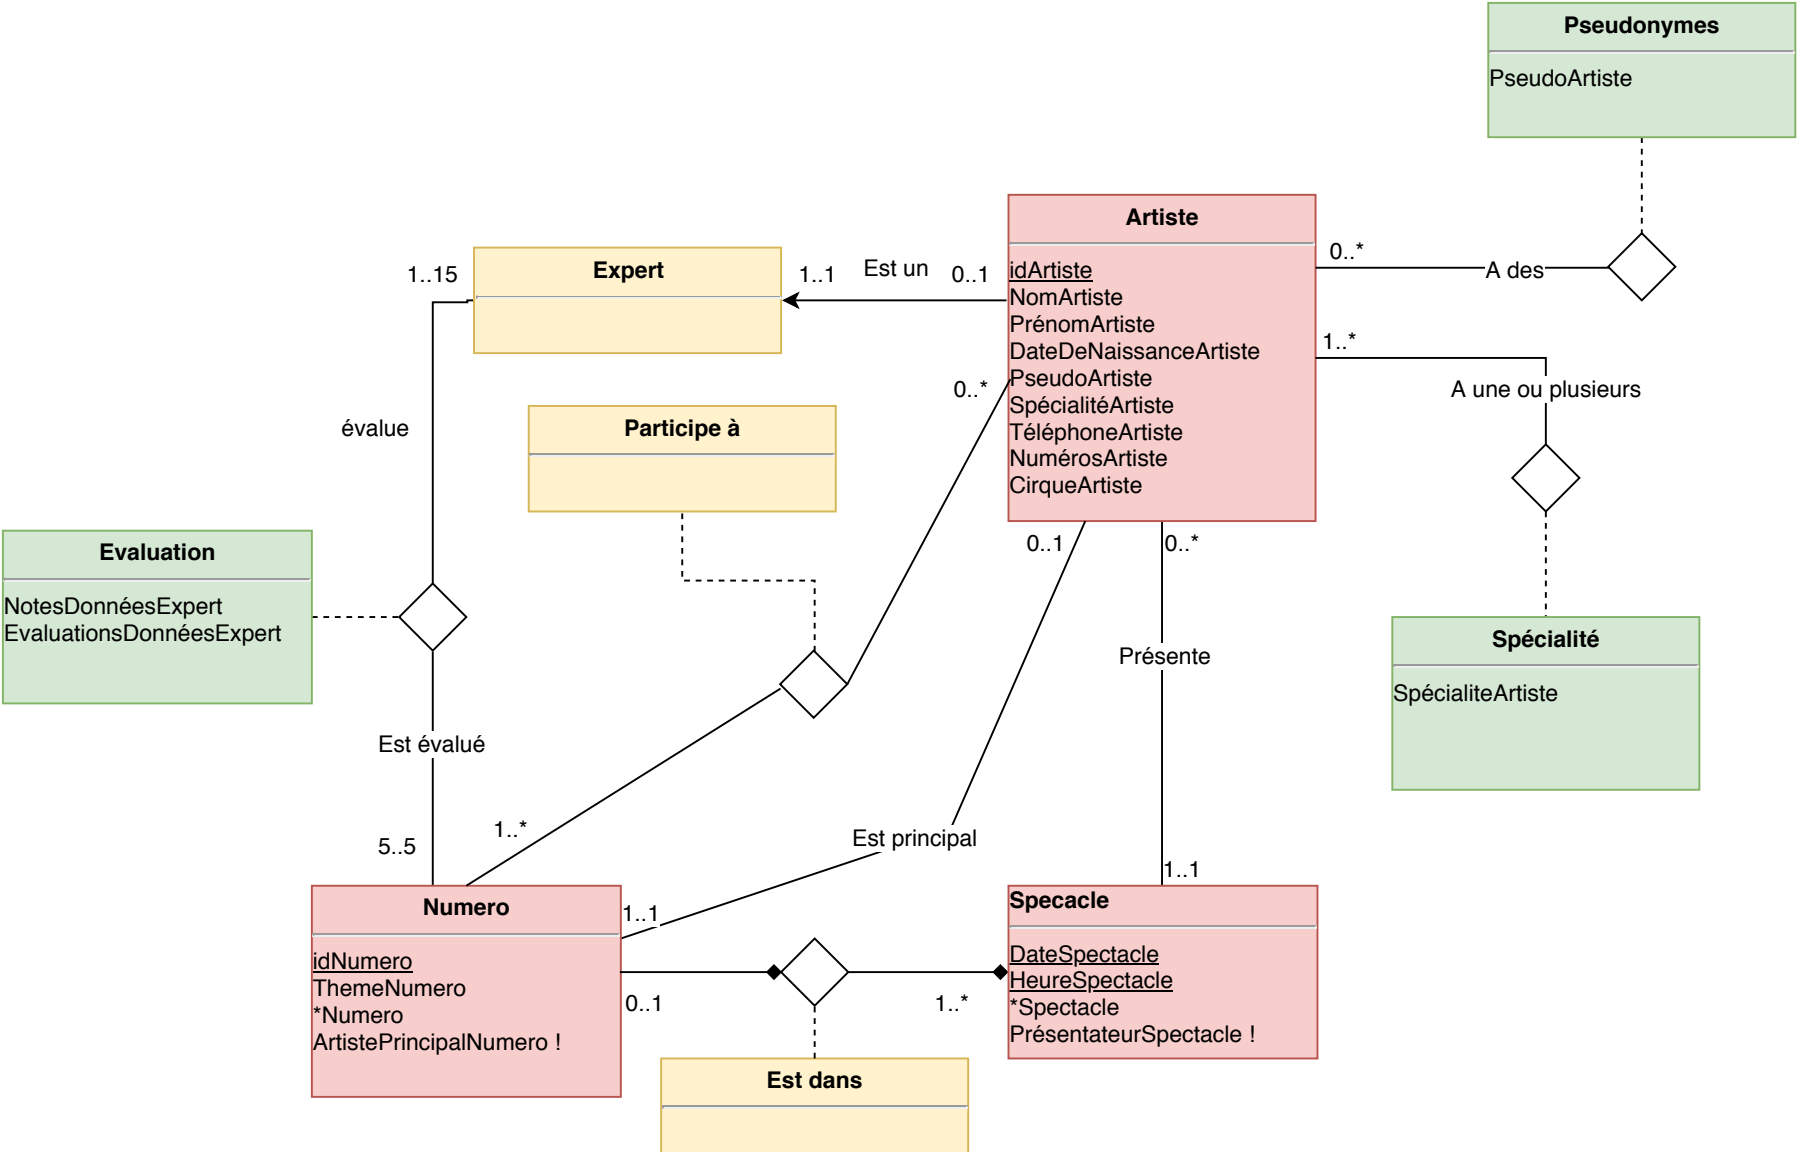 Pseudonymes
PseudoArtiste
Artiste
idArtiste
NomArtiste
PrénomArtiste
DateDeNaissanceArtiste
PseudoArtiste
SpécialitéArtiste
TéléphoneArtiste
NumérosArtiste
CirqueArtiste
0..*
A des
1..*
A une ou plusieurs
Expert
1..15
1..1
Est un
0..1
0..*
évalue
Participe à
Evaluation
NotesDonnéesExpert
EvaluationsDonnéesExpert
0..1
0..*
Présente
Spécialité
SpécialiteArtiste
Est évalué
1..*
5..5
Est principal
1..1
1..1
Numero
idNumero
ThemeNumero
*Numero
ArtistePrincipalNumero !
Specacle
DateSpectacle
HeureSpectacle
*Spectacle
PrésentateurSpectacle !
0..1
1..*
Est dans